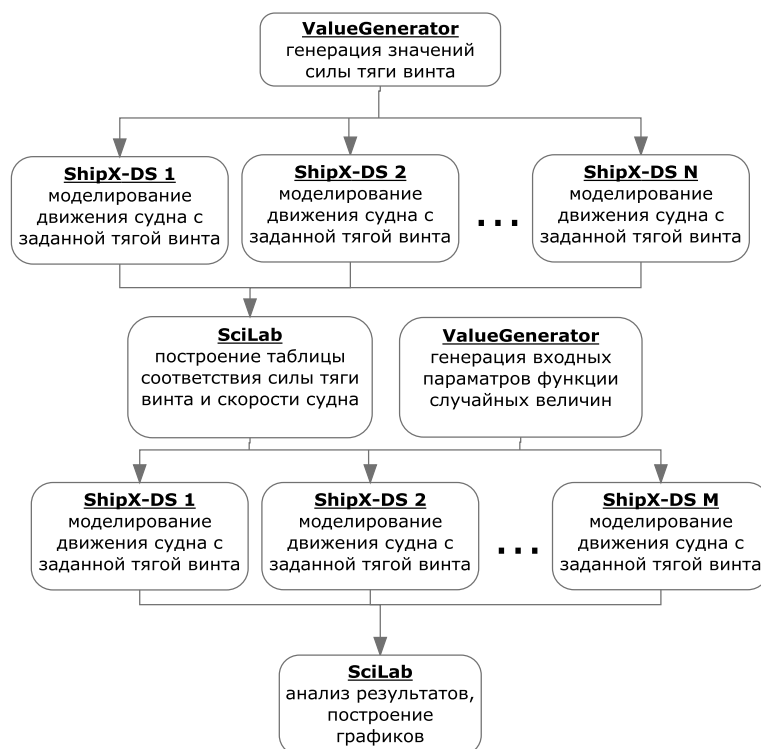 ValueGenerator
генерация значений
силы тяги винта
ShipX-DS 1
моделирование
движения судна с
заданной тягой винта
ShipX-DS 2
моделирование
движения судна с
заданной тягой винта
...
ShipX-DS N
моделирование
движения судна с
заданной тягой винта
SciLab
построение таблицы
соответствия силы тяги
винта и скорости судна
ValueGenerator
генерация входных
параматров функции
случайных величин
ShipX-DS 1
моделирование
движения судна с
заданной тягой винта
ShipX-DS 2
моделирование
движения судна с
заданной тягой винта
...
ShipX-DS M
моделирование
движения судна с
заданной тягой винта
SciLab
анализ результатов,
построение
графиков